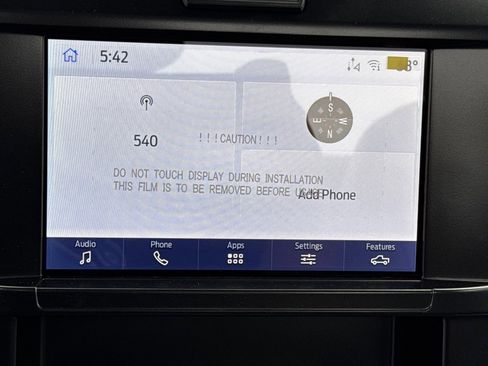 5:42
8°
S
E W
N
540
!!!CAUTION!!!
DO NOT TOUCH DISPLAY DURING INSTALLATION
THIS FILM IS TO BE REMOVED BEFORE
Add Phone
Audio Phone Apps Settings Features